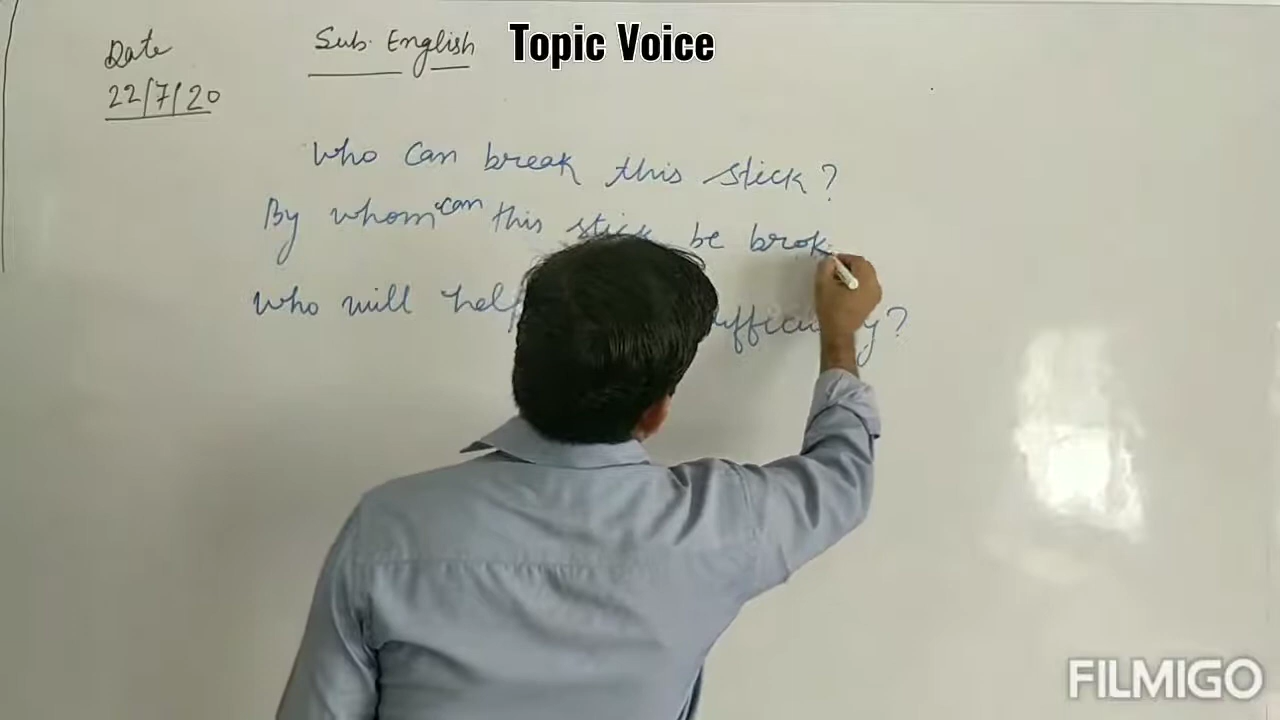 Date
22/7/20
Sub. English
Topic Voice
Who can break this stick?
By whom can this stick be brok
Who will help
FILMIGO